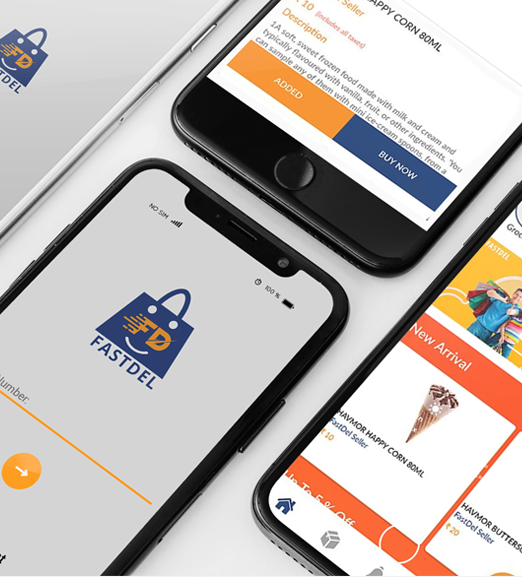 FD
FASTDEL
HAPPY CORN 80ML
Seller
10 (Includes all taxes)
Description
1A soft, sweet frozen food made with milk and cream and
typically flavoured with vanilla, fruit, or other ingredients. "You
can sample any of them with mini ice-cream spoons, from a
ADDED
BUY NOW
NO SIM
100 %
FD
FASTDEL
Number
FASTDEL
New Arrival
HAVMOR HAPPY CORN 80ML
FastDel Seller
₹ 10
HAVMOR
FastDel Seller
₹ 20
Up To 5 % Off